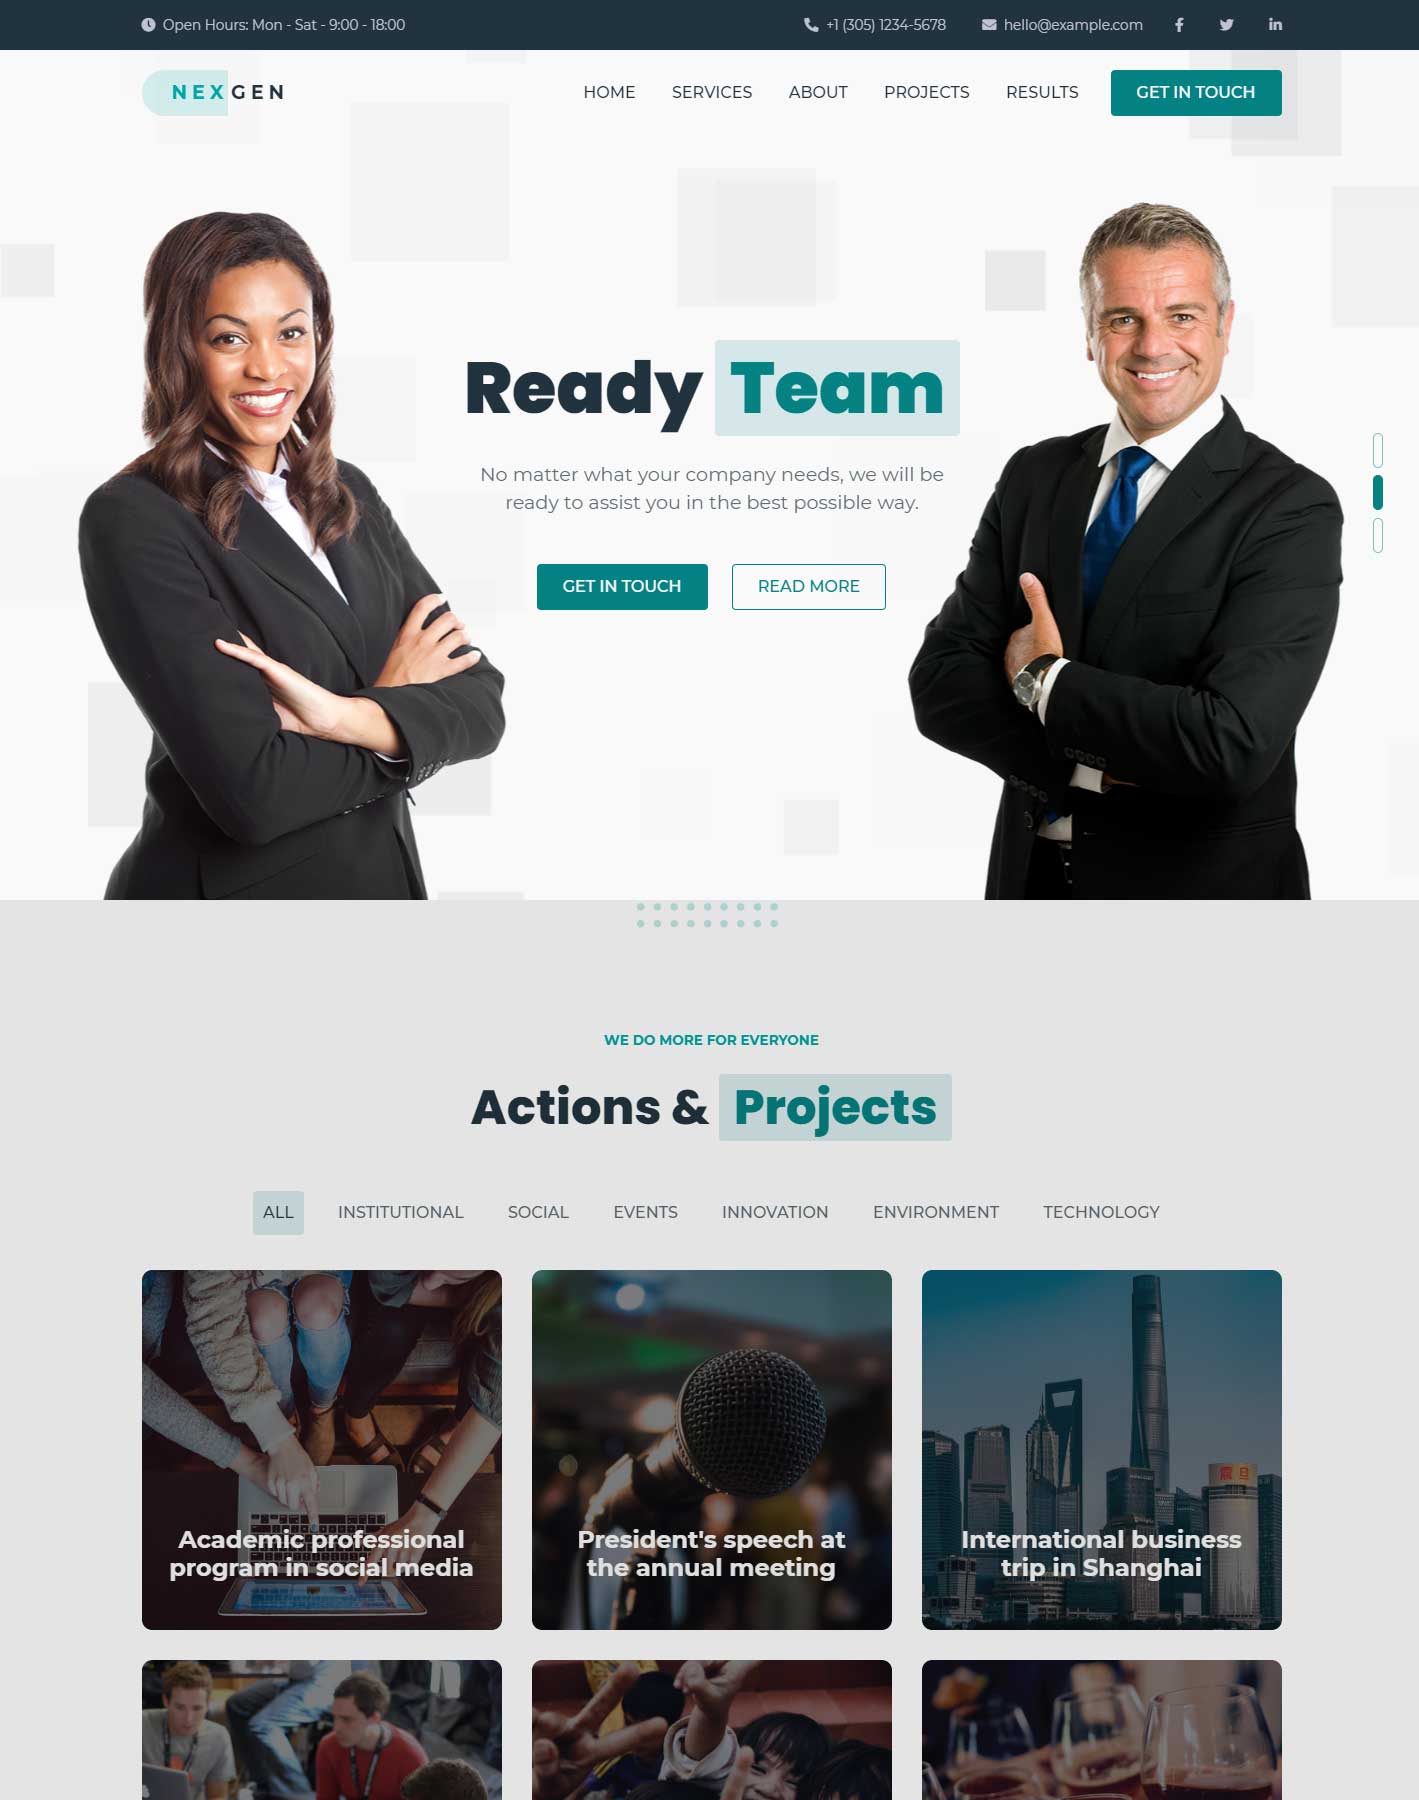 Open Hours: Mon - Sat - 9:00 - 18:00
+1 (305) 1234-5678
hello@example.com
NEXGEN
HOME
SERVICES
ABOUT
PROJECTS
RESULTS
GET IN TOUCH
Ready Team
No matter what your company needs, we will be
ready to assist you in the best possible way.
GET IN TOUCH
READ MORE
WE DO MORE FOR EVERYONE
Actions & Projects
ALL
INSTITUTIONAL
SOCIAL
EVENTS
INNOVATION
ENVIRONMENT
TECHNOLOGY
Academic professional
program in social media
President's speech at
the annual meeting
震旦
International business
trip in Shanghai